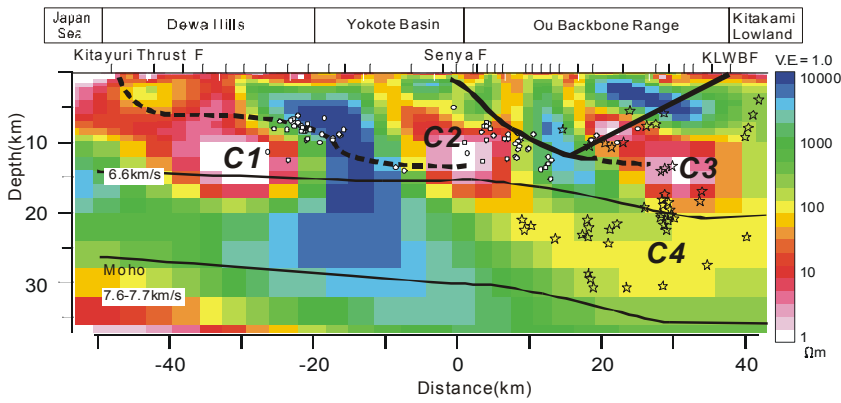 Japan Sea
Dewa Hills
Yokote Basin
Ou Backbone Range
Kitakami Lowland
Kitayuri Thrust F
Senya F
KLWBF
V.E = 1.0
10000
1000
100
10
1
Ωm
Depth(km)
10
20
30
C1
C2
C3
C4
6.6km/s
Moho
7.6-7.7km/s
-40
-20
0
20
40
Distance(km)